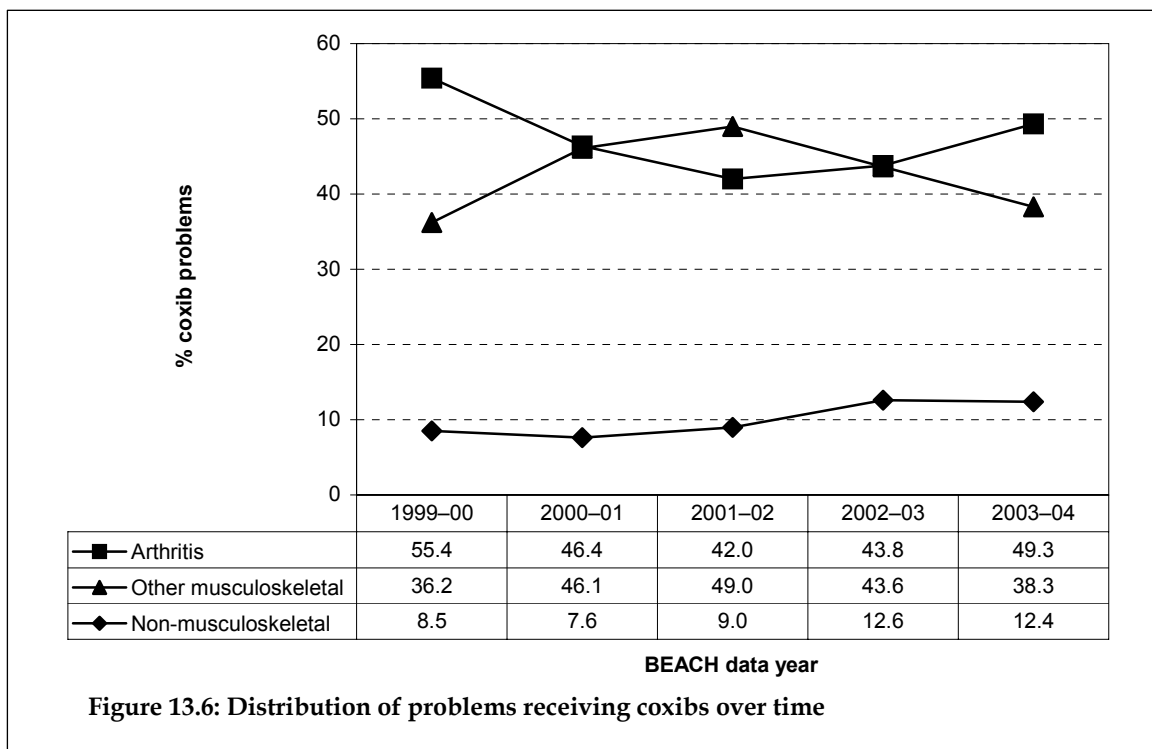 60
50
40
30
20
10
0
% coxib problems
1999–00 2000–01 2001–02 2002–03 2003–04
Arthritis 55.4 46.4 42.0 43.8 49.3
Other musculoskeletal 36.2 46.1 49.0 43.6 38.3
Non-musculoskeletal 8.5 7.6 9.0 12.6 12.4
BEACH data year
Figure 13.6: Distribution of problems receiving coxibs over time